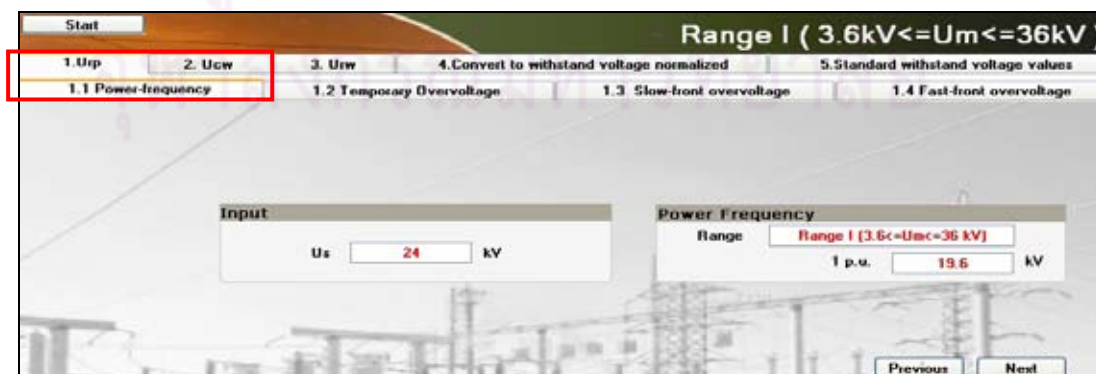 Start
Range I ( 3.6kV<=Um<=36kV )
1.Urp 2. Ucw 3. Urw 4.Convert to withstand voltage normalized 5.Standard withstand voltage values
1.1 Power-frequency 1.2 Temporary Overvoltage 1.3 Slow-front overvoltage 1.4 Fast-front overvoltage
Input
Us 24 kV
Power Frequency
Range Range I (3.6<=Um<=36 kV)
1 p.u. 19.6 kV
Previous Next